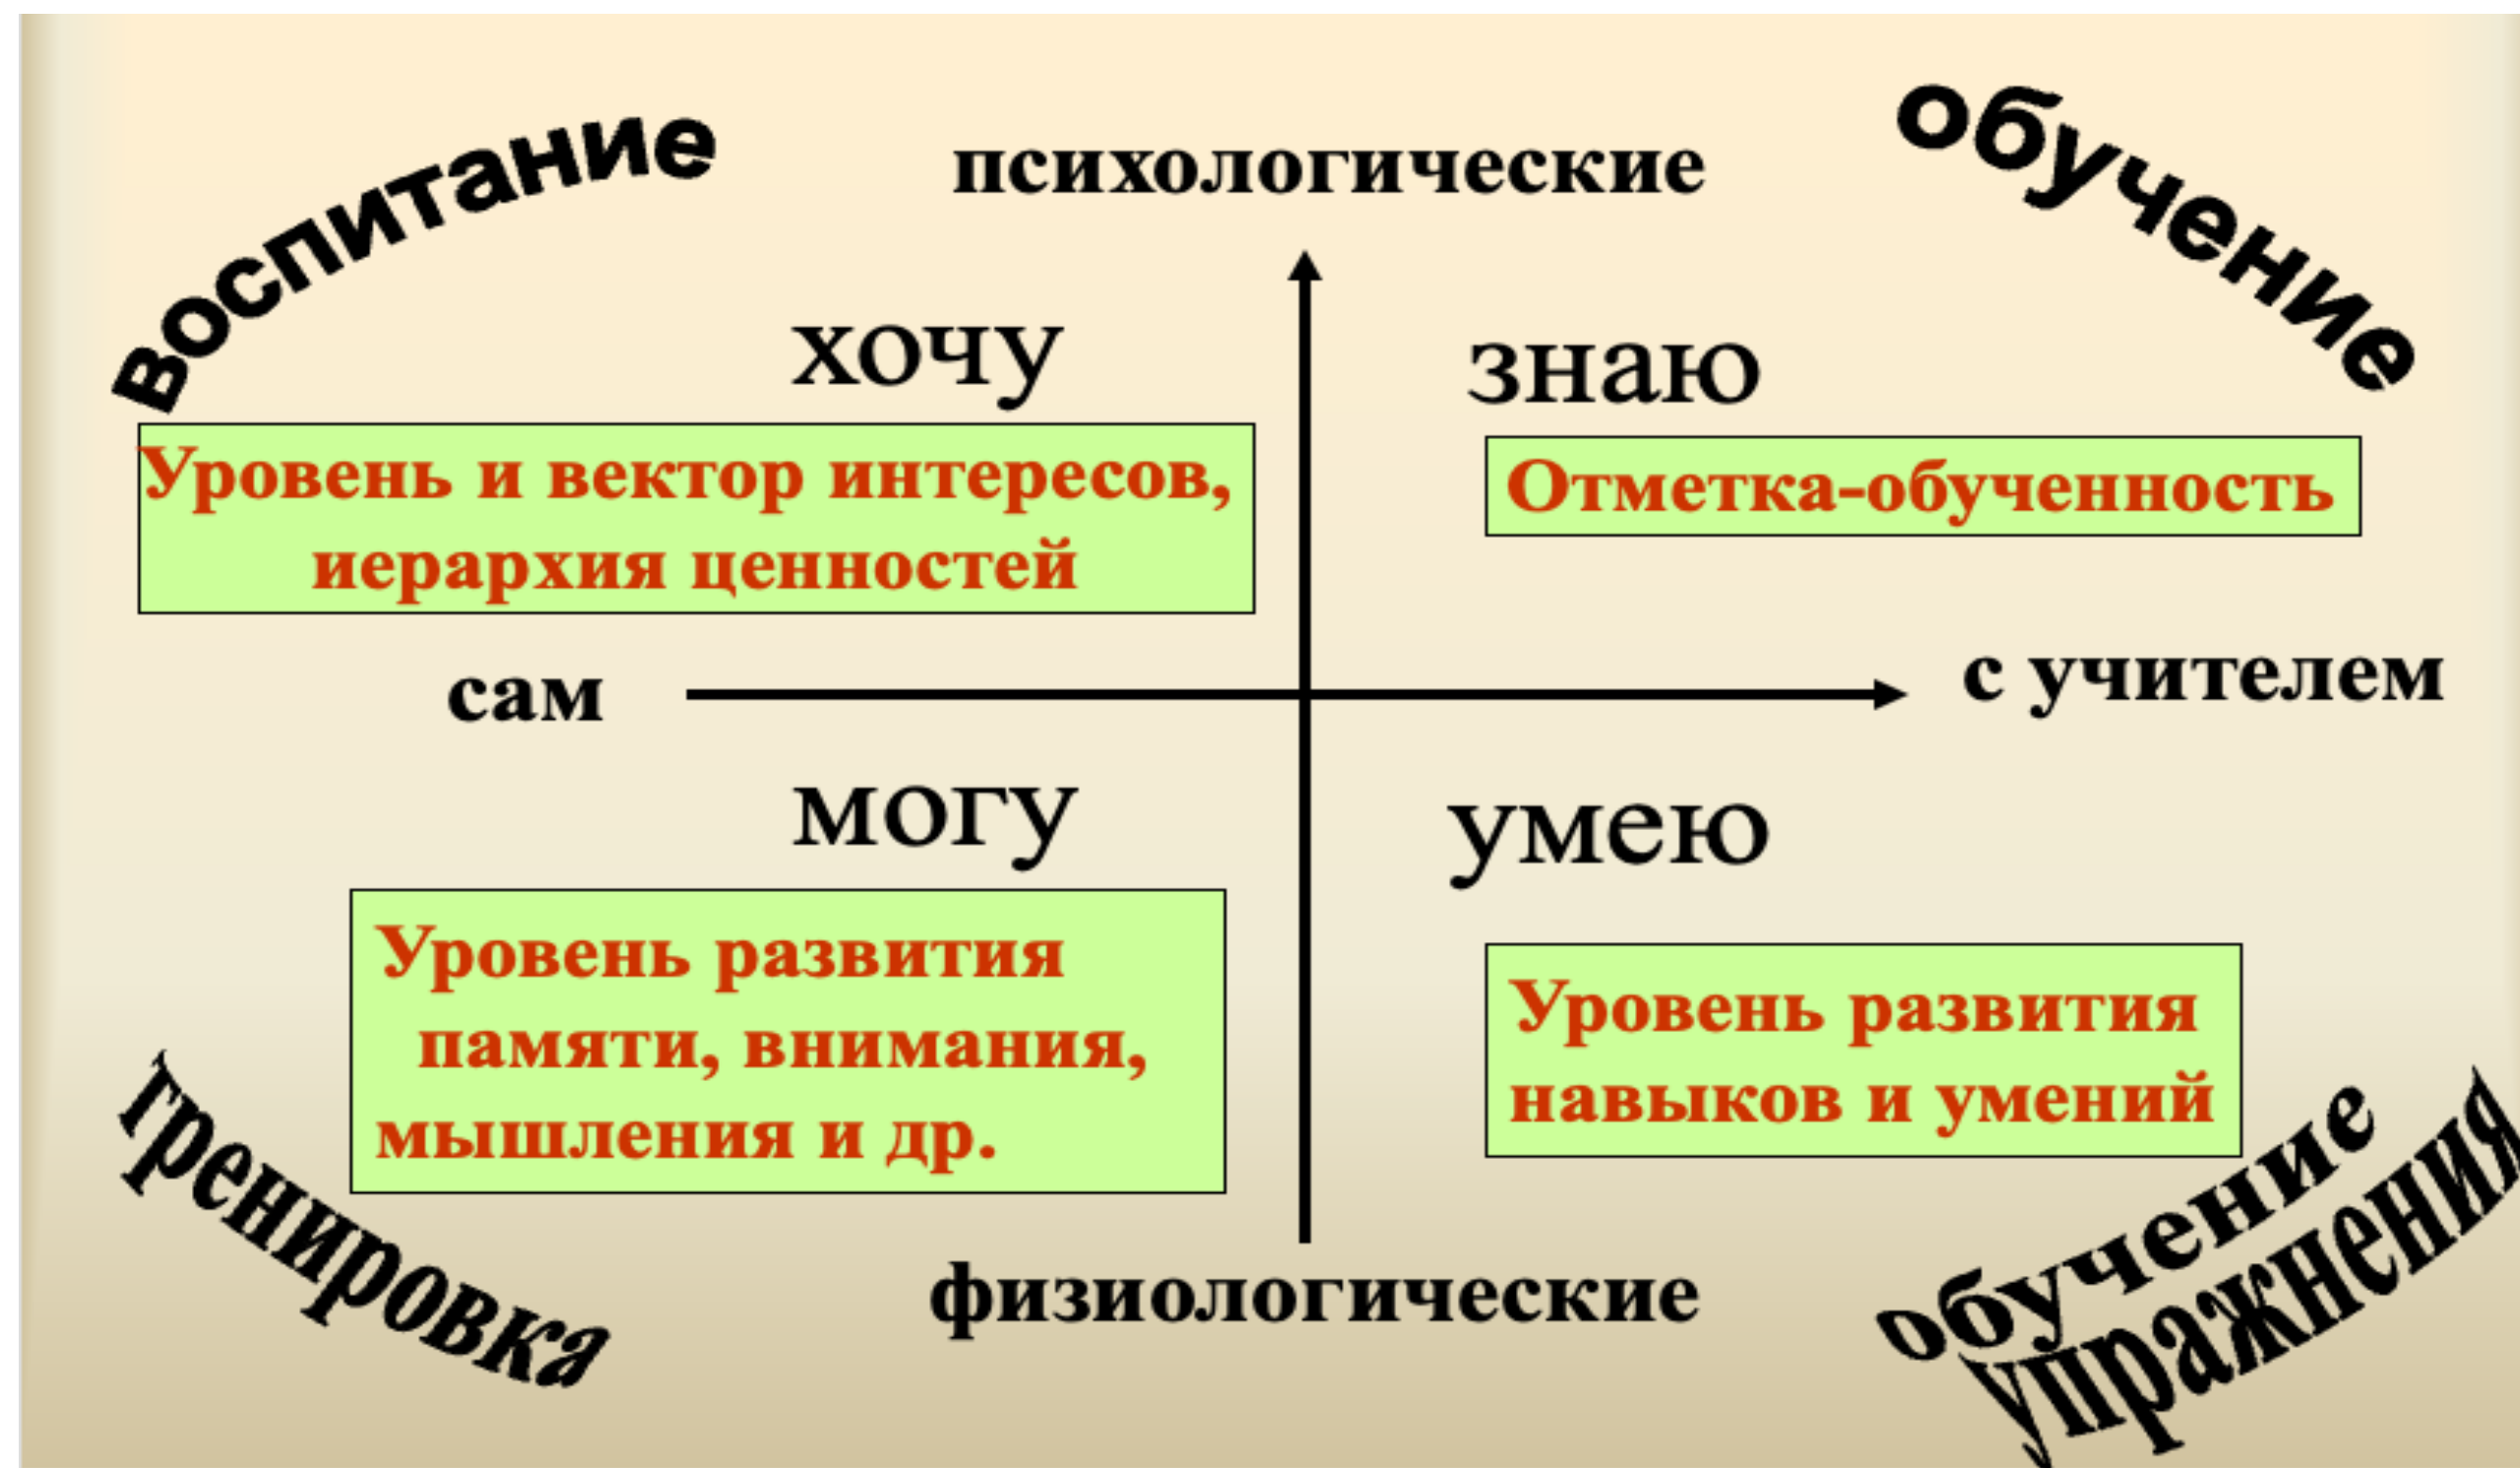 воспитание
обучение
психологические
хочу
знаю
Уровень и вектор интересов,
иерархия ценностей
Отметка-обученность
сам
с учителем
могу
умею
Уровень развития
памяти, внимания,
мышления и др.
Уровень развития
навыков и умений
тренировка
обучение
упражнения
физиологические